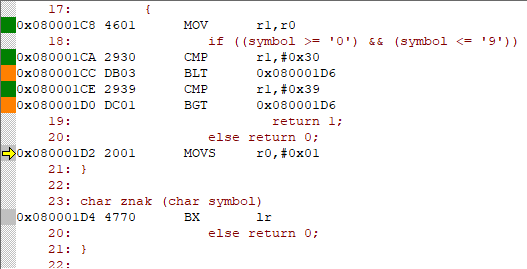 17:          {
0x080001C8 4601      MOV      r1,r0
18:                  if ((symbol >= '0') && (symbol <= '9'))
0x080001CA 2930      CMP      r1,#0x30
0x080001CC DB03      BLT      0x080001D6
0x080001CE 2939      CMP      r1,#0x39
0x080001D0 DC01      BGT      0x080001D6
19:                          return 1;
20:                  else return 0;
0x080001D2 2001      MOVS     r0,#0x01
21: }
22:
23: char znak (char symbol)
0x080001D4 4770      BX       lr
20:                  else return 0;
21: }
22: